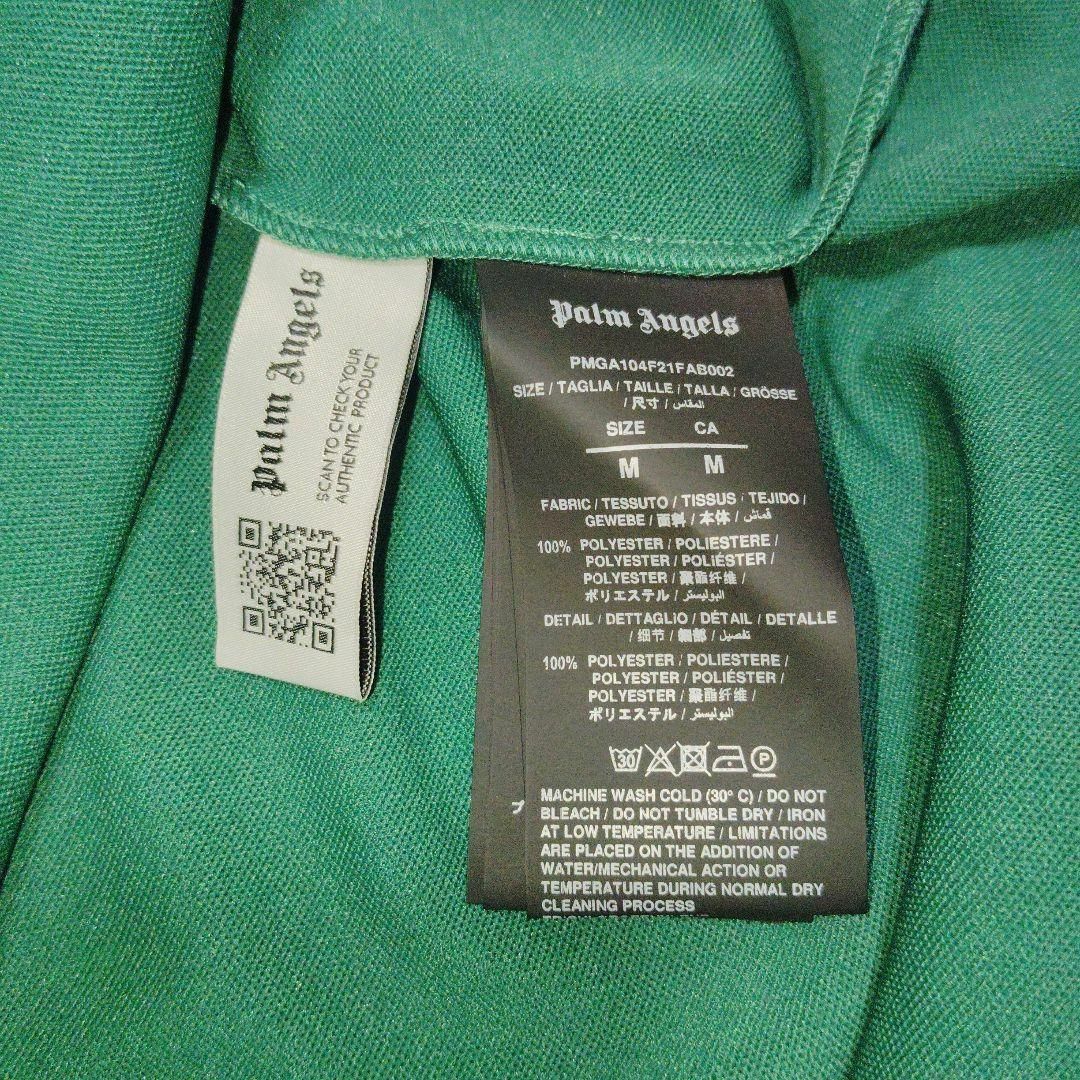 Palm Angels
SCAN TO CHECK YOUR
AUTHENTIC PRODUCT
Palm Angels
PMGA104F21FAB002
SIZE / TAGLIA / TAILLE / TALLA / GRÖSSE
/ 尺寸 / المقاس
SIZE CA
M M
FABRIC / TESSUTO / TISSUS / TEJIDO /
GEWEBE / 面料 / 本体 / قماش
100% POLYESTER / POLIESTERE /
POLYESTER / POLIÉSTER /
POLYESTER / 聚酯纤维 /
ポリエステル / البوليستر
DETAIL / DETTAGLIO / DÉTAIL / DETALLE
/ 细节 / 細部 / تفصيل
100% POLYESTER / POLIESTERE /
POLYESTER / POLIÉSTER /
POLYESTER / 聚酯纤维 /
ポリエステル / البوليستر
30 P
MACHINE WASH COLD (30° C) / DO NOT
BLEACH / DO NOT TUMBLE DRY / IRON
AT LOW TEMPERATURE / LIMITATIONS
ARE PLACED ON THE ADDITION OF
WATER/MECHANICAL ACTION OR
TEMPERATURE DURING NORMAL DRY
CLEANING PROCESS